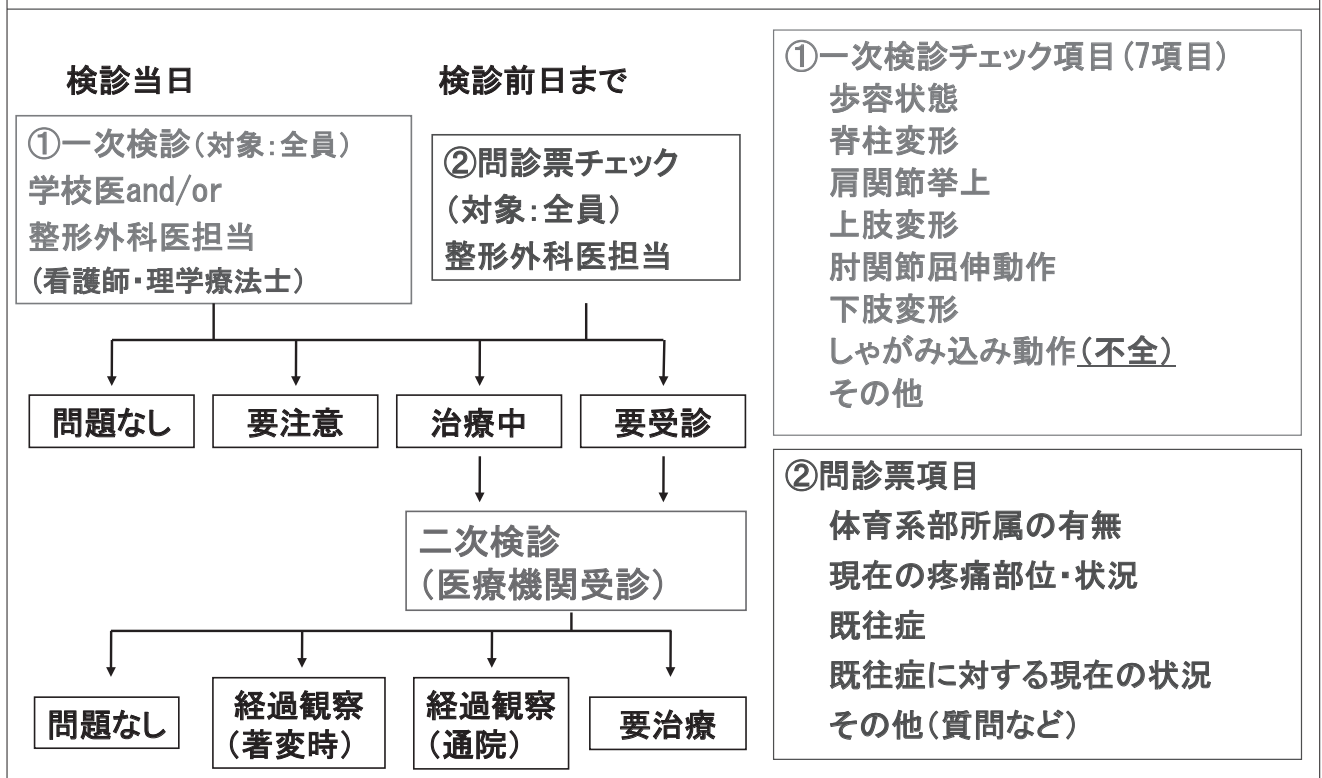 検診当日
検診前日まで
①一次検診(対象:全員)
学校医and/or
整形外科医担当
(看護師・理学療法士)
②問診票チェック
(対象:全員)
整形外科医担当
問題なし
要注意
治療中
要受診
二次検診
(医療機関受診)
問題なし
経過観察
(著変時)
経過観察
(通院)
要治療
①一次検診チェック項目(7項目)
歩容状態
脊柱変形
肩関節挙上
上肢変形
肘関節屈伸動作
下肢変形
しゃがみ込み動作(不全)
その他
②問診票項目
体育系部所属の有無
現在の疼痛部位・状況
既往症
既往症に対する現在の状況
その他(質問など)